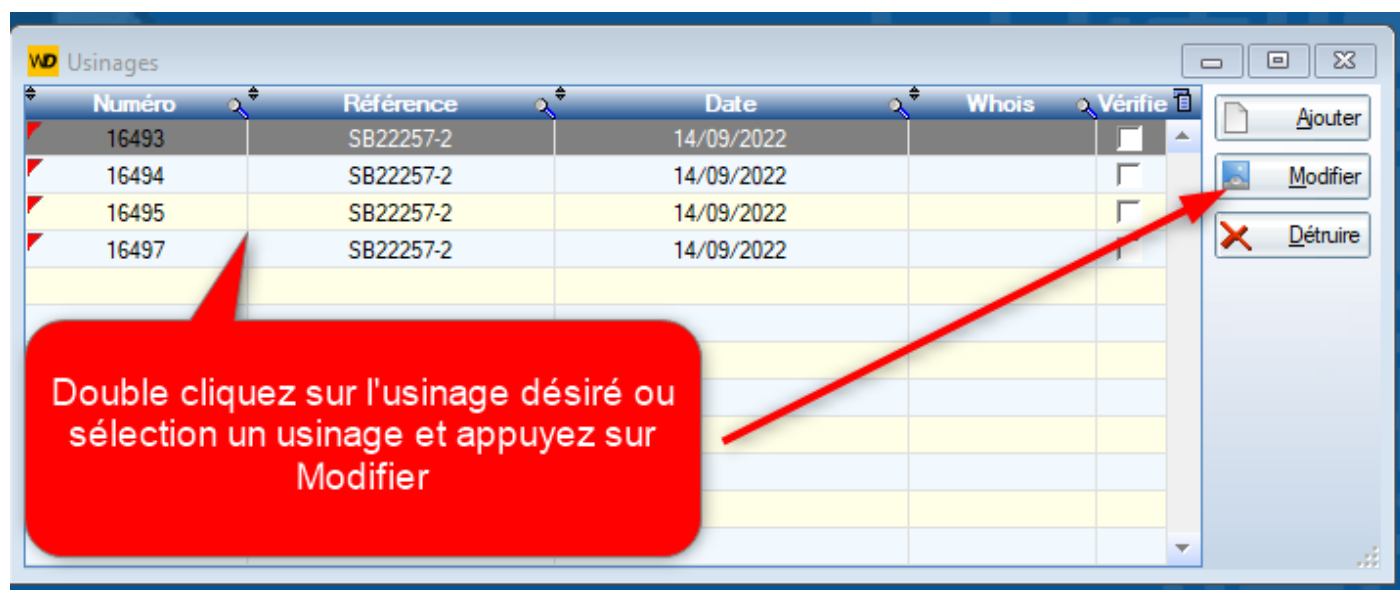 WD Usinages
Numéro Référence Date Whois Vérifie
16493 SB22257-2 14/09/2022
16494 SB22257-2 14/09/2022
16495 SB22257-2 14/09/2022
16497 SB22257-2 14/09/2022
Ajouter
Modifier
Détruire
Double cliquez sur l'usinage désiré ou
sélection un usinage et appuyez sur
Modifier